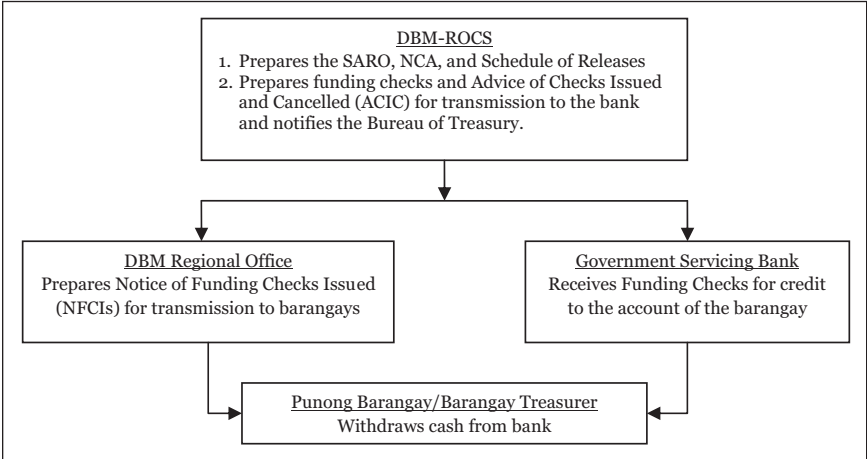 DBM-ROCS
1. Prepares the SARO, NCA, and Schedule of Releases
2. Prepares funding checks and Advice of Checks Issued
and Cancelled (ACIC) for transmission to the bank
and notifies the Bureau of Treasury.
DBM Regional Office
Prepares Notice of Funding Checks Issued
(NFCIs) for transmission to barangays
Government Servicing Bank
Receives Funding Checks for credit
to the account of the barangay
Punong Barangay/Barangay Treasurer
Withdraws cash from bank